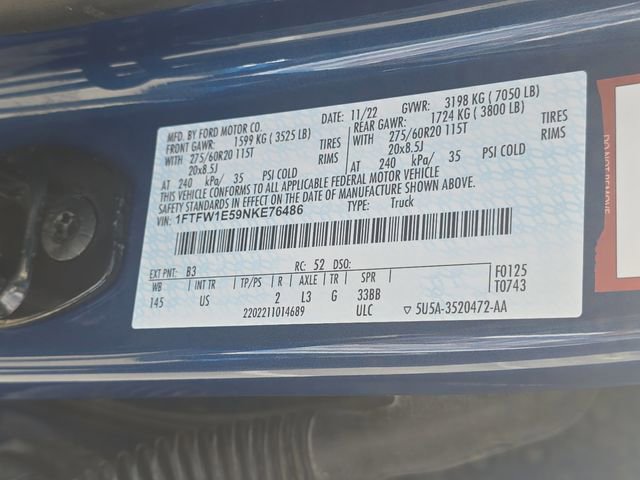 MFD. BY FORD MOTOR CO. DATE: 11/22 GVWR: 3198 KG ( 7050 LB)
FRONT GAWR: 1599 KG ( 3525 LB) REAR GAWR: 1724 KG ( 3800 LB)
WITH 275/60R20 115T TIRES WITH 275/60R20 115T TIRES
20x8.5J RIMS 20x8.5J RIMS
AT 240 kPa/ 35 PSI COLD AT 240 kPa/ 35 PSI COLD
THIS VEHICLE CONFORMS TO ALL APPLICABLE FEDERAL MOTOR VEHICLE
SAFETY STANDARDS IN EFFECT ON THE DATE OF MANUFACTURE SHOWN ABOVE.
VIN: 1FTFW1E59NKE76486 TYPE: Truck
EXT PNT: B3 RC: 52 DSO: F0125
WB INT TR TP/PS R AXLE TR SPR T0743
145 US 2 L3 G 33BB
2202211014689 ULC ▽ 5U5A-3520472-AA
DO NOT REMOVE